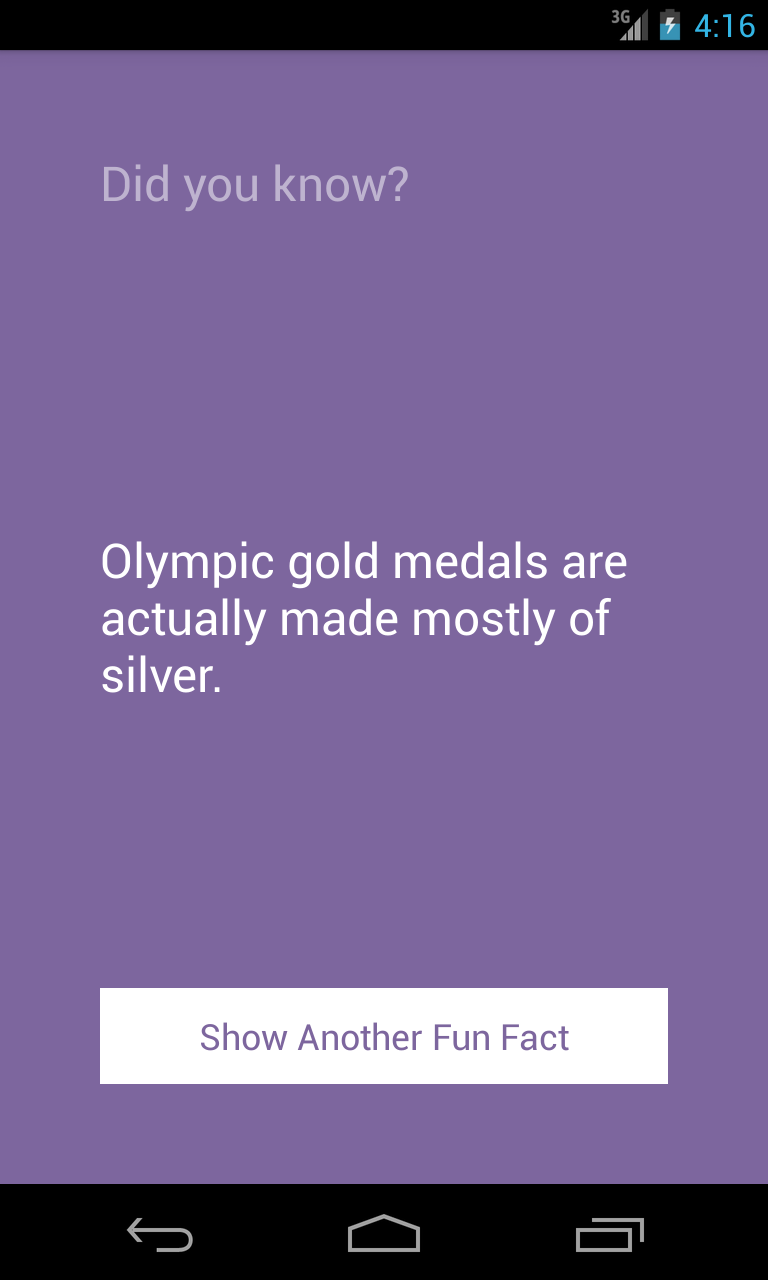 3G
4:16
Did you know?
Olympic gold medals are
actually made mostly of
silver.
Show Another Fun Fact